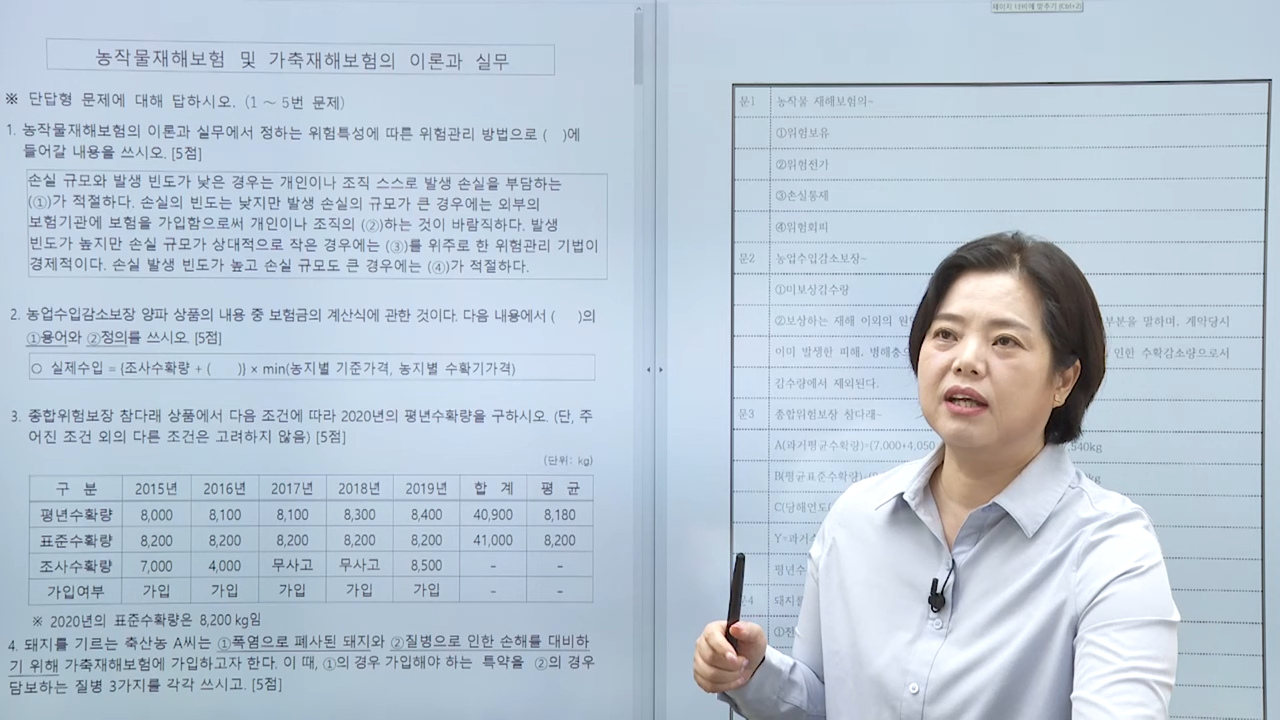 페이지 너비에 맞추기 (Ctrl+2)
농작물재해보험 및 가축재해보험의 이론과 실무
※ 단답형 문제에 대해 답하시오. (1 ~ 5번 문제)
1. 농작물재해보험의 이론과 실무에서 정하는 위험특성에 따른 위험관리 방법으로 ( )에
들어갈 내용을 쓰시오. [5점]
손실 규모와 발생 빈도가 낮은 경우는 개인이나 조직 스스로 발생 손실을 부담하는
(①)가 적절하다. 손실의 빈도는 낮지만 발생 손실의 규모가 큰 경우에는 외부의
보험기관에 보험을 가입함으로써 개인이나 조직의 (②)하는 것이 바람직하다. 발생
빈도가 높지만 손실 규모가 상대적으로 작은 경우에는 (③)를 위주로 한 위험관리 기법이
경제적이다. 손실 발생 빈도가 높고 손실 규모도 큰 경우에는 (④)가 적절하다.
2. 농업수입감소보장 양파 상품의 내용 중 보험금의 계산식에 관한 것이다. 다음 내용에서 ( )의
①용어와 ②정의를 쓰시오. [5점]
○ 실제수입 = {조사수확량 + ( )} × min(농지별 기준가격, 농지별 수확기가격)
3. 종합위험보장 참다래 상품에서 다음 조건에 따라 2020년의 평년수확량을 구하시오. (단, 주
어진 조건 외의 다른 조건은 고려하지 않음) [5점]
(단위: kg)
구 분 2015년 2016년 2017년 2018년 2019년 합 계 평 균
평년수확량 8,000 8,100 8,100 8,300 8,400 40,900 8,180
표준수확량 8,200 8,200 8,200 8,200 8,200 41,000 8,200
조사수확량 7,000 4,000 무사고 무사고 8,500 - -
가입여부 가입 가입 가입 가입 가입 - -
※ 2020년의 표준수확량은 8,200 kg임
4. 돼지를 기르는 축산농 A씨는 ①폭염으로 폐사된 돼지와 ②질병으로 인한 손해를 대비하
기 위해 가축재해보험에 가입하고자 한다. 이 때, ①의 경우 가입해야 하는 특약을 ②의 경우
담보하는 질병 3가지를 각각 쓰시고. [5점]
문1 농작물 재해보험의~
①위험보유
②위험전가
③손실통제
④위험회피
문2 농업수입감소보장~
①미보상감수량
②보상하는 재해 이외의 원 부분을 말하며, 계약당시
이미 발생한 피해, 병해충으 인한 수확감소량으로서
감수량에서 제외된다.
문3 종합위험보장 참다래~
A(과거평균수확량)=(7,000+4,050 ,540kg
B(평균표준수확량)= kg
C(당해연도
Y=과거
평년수
문4 돼지를